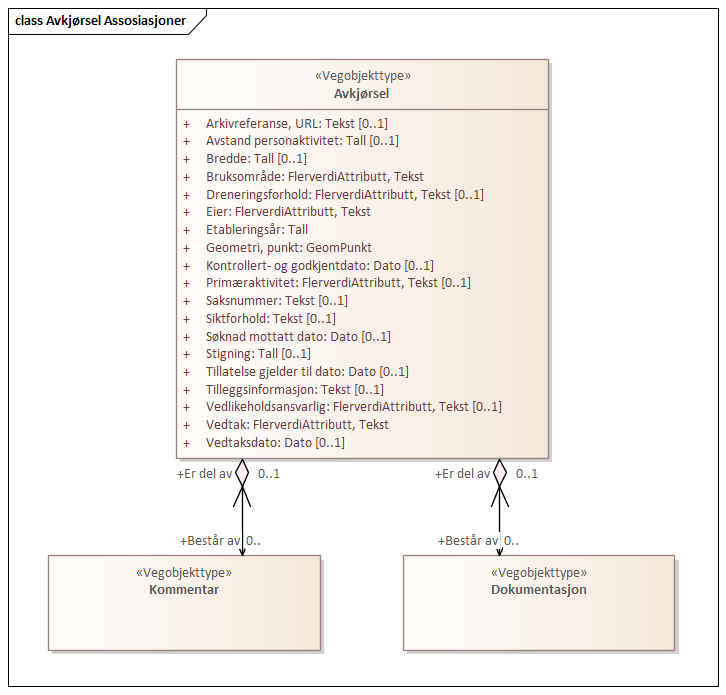 class Avkjørsel Assosiasjoner
«Vegobjekttype»
Avkjørsel
+ Arkivreferanse, URL: Tekst [0..1]
+ Avstand personaktivitet: Tall [0..1]
+ Bredde: Tall [0..1]
+ Bruksområde: FlerverdiAttributt, Tekst
+ Dreneringsforhold: FlerverdiAttributt, Tekst [0..1]
+ Eier: FlerverdiAttributt, Tekst
+ Etableringsår: Tall
+ Geometri, punkt: GeomPunkt
+ Kontrollert- og godkjentdato: Dato [0..1]
+ Primæraktivitet: FlerverdiAttributt, Tekst [0..1]
+ Saksnummer: Tekst [0..1]
+ Siktforhold: Tekst [0..1]
+ Søknad mottatt dato: Dato [0..1]
+ Stigning: Tall [0..1]
+ Tillatelse gjelder til dato: Dato [0..1]
+ Tilleggsinformasjon: Tekst [0..1]
+ Vedlikeholdsansvarlig: FlerverdiAttributt, Tekst [0..1]
+ Vedtak: FlerverdiAttributt, Tekst
+ Vedtaksdato: Dato [0..1]
+Er del av 0..1 +Er del av 0..1
+Består av 0.. +Består av 0..
«Vegobjekttype»
Kommentar
«Vegobjekttype»
Dokumentasjon